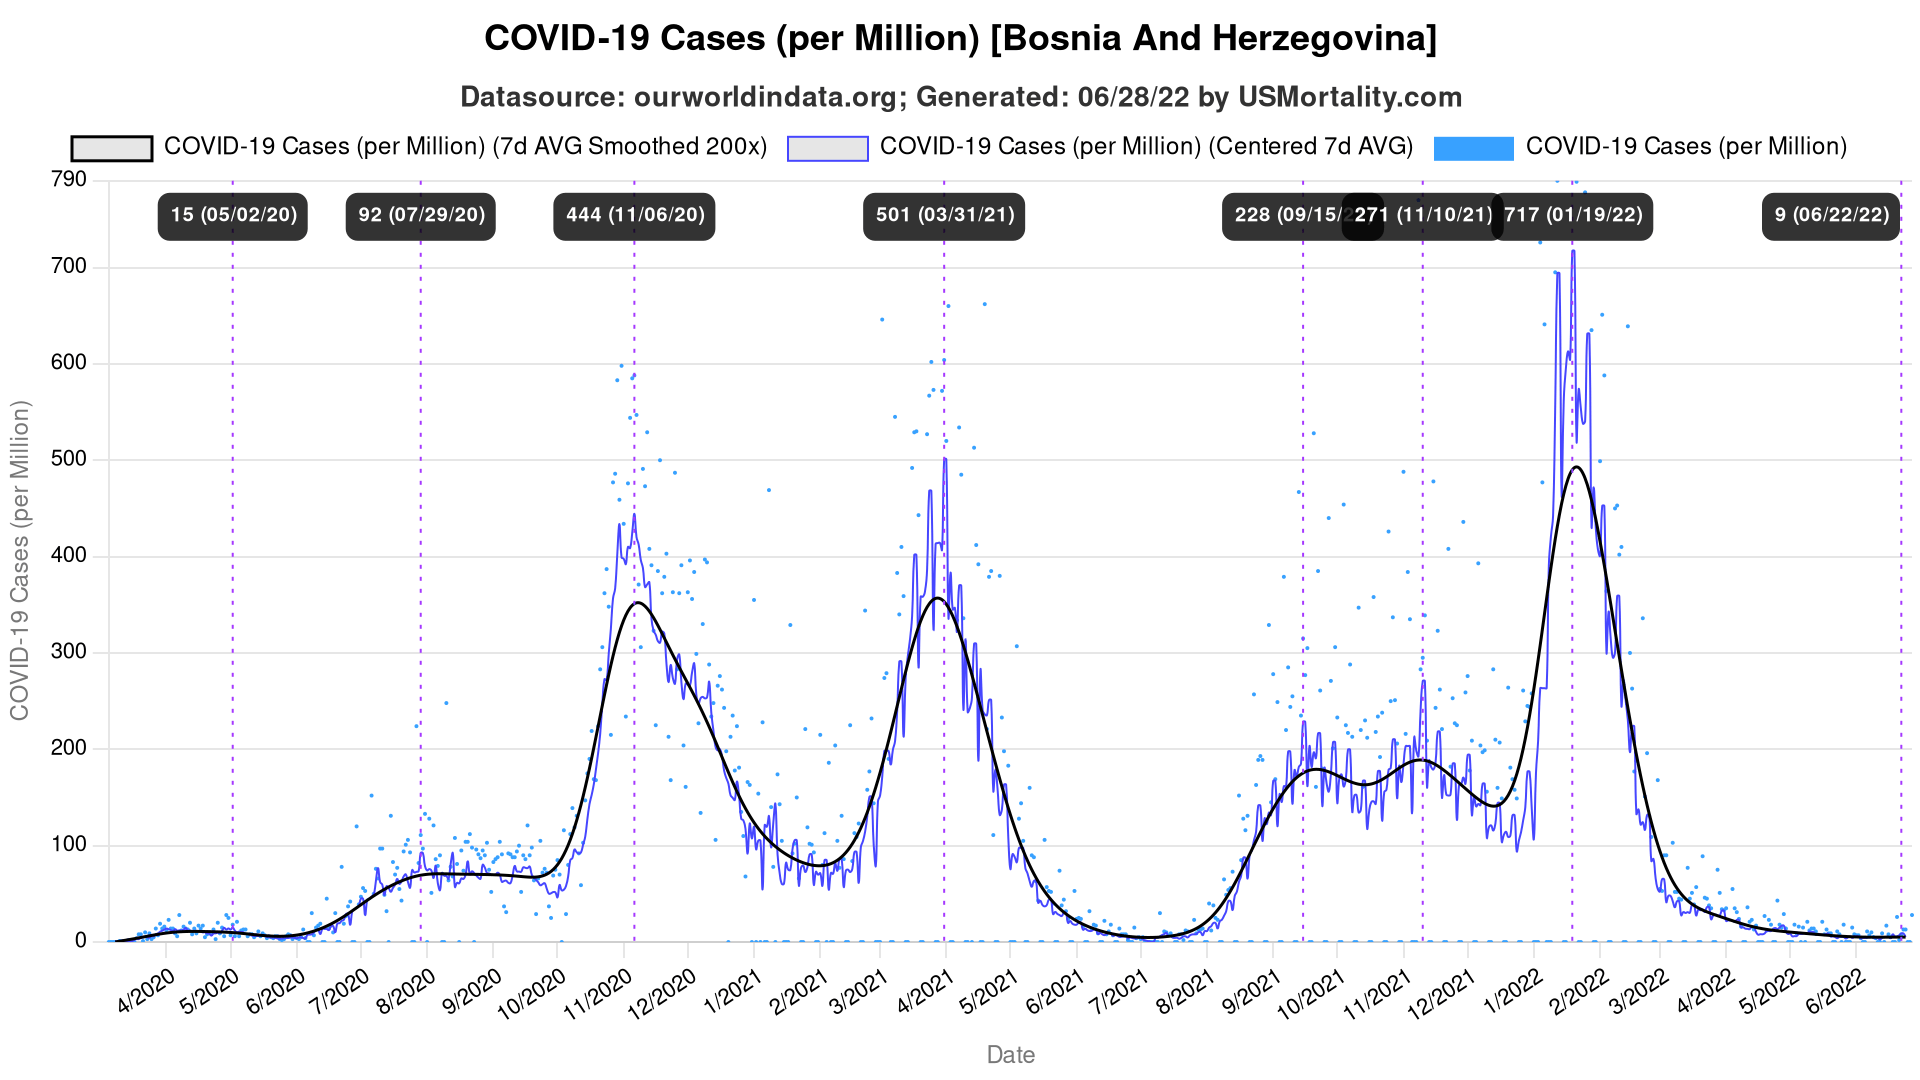 COVID-19 Cases (per Million) [Bosnia And Herzegovina]
Datasource: ourworldindata.org; Generated: 06/28/22 by USMortality.com
COVID-19 Cases (per Million) (7d AVG Smoothed 200x) COVID-19 Cases (per Million) (Centered 7d AVG) COVID-19 Cases (per Million)
790
15 (05/02/20) 92 (07/29/20) 444 (11/06/20) 501 (03/31/21) 228 (09/15/ 271 (11/10/21) 717 (01/19/22) 9 (06/22/22)
700
600
500
400
300
200
100
0
COVID-19 Cases (per Million)
4/2020 5/2020 6/2020 7/2020 8/2020 9/2020 10/2020 11/2020 12/2020 1/2021 2/2021 3/2021 4/2021 5/2021 6/2021 7/2021 8/2021 9/2021 10/2021 11/2021 12/2021 1/2022 2/2022 3/2022 4/2022 5/2022 6/2022
Date